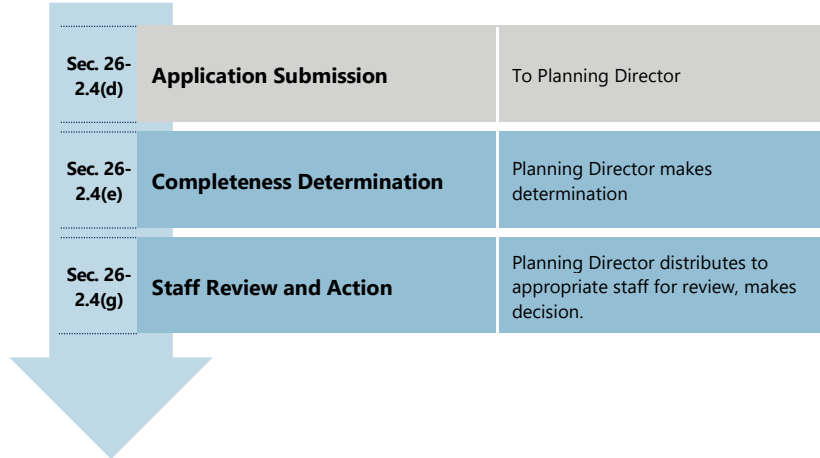 Sec. 26-
2.4(d)
Application Submission
To Planning Director
Sec. 26-
2.4(e)
Completeness Determination
Planning Director makes
determination
Sec. 26-
2.4(g)
Staff Review and Action
Planning Director distributes to
appropriate staff for review, makes
decision.